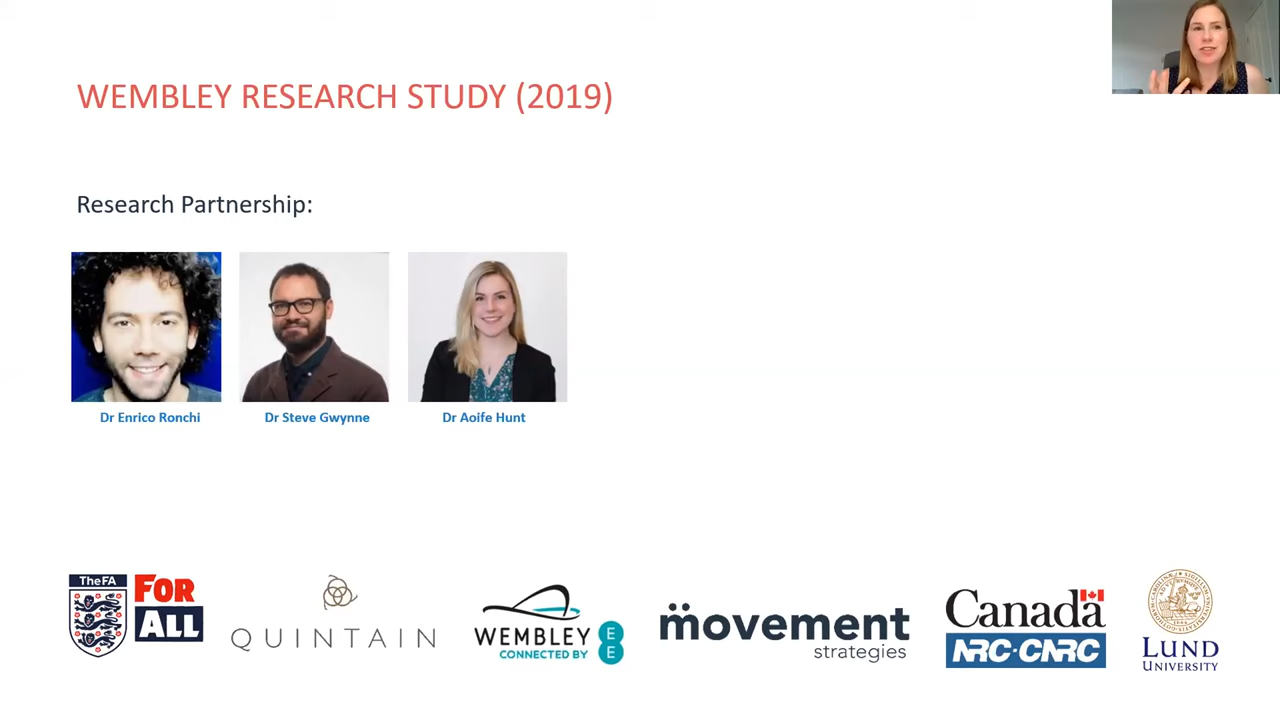 WEMBLEY RESEARCH STUDY (2019)
Research Partnership:
Dr Enrico Ronchi
Dr Steve Gwynne
Dr Aoife Hunt
TheFA
FOR
ALL
QUINTAIN
WEMBLEY
CONNECTED BY
EE
movement
strategies
Canada
NRC·CNRC
LUND
UNIVERSITY